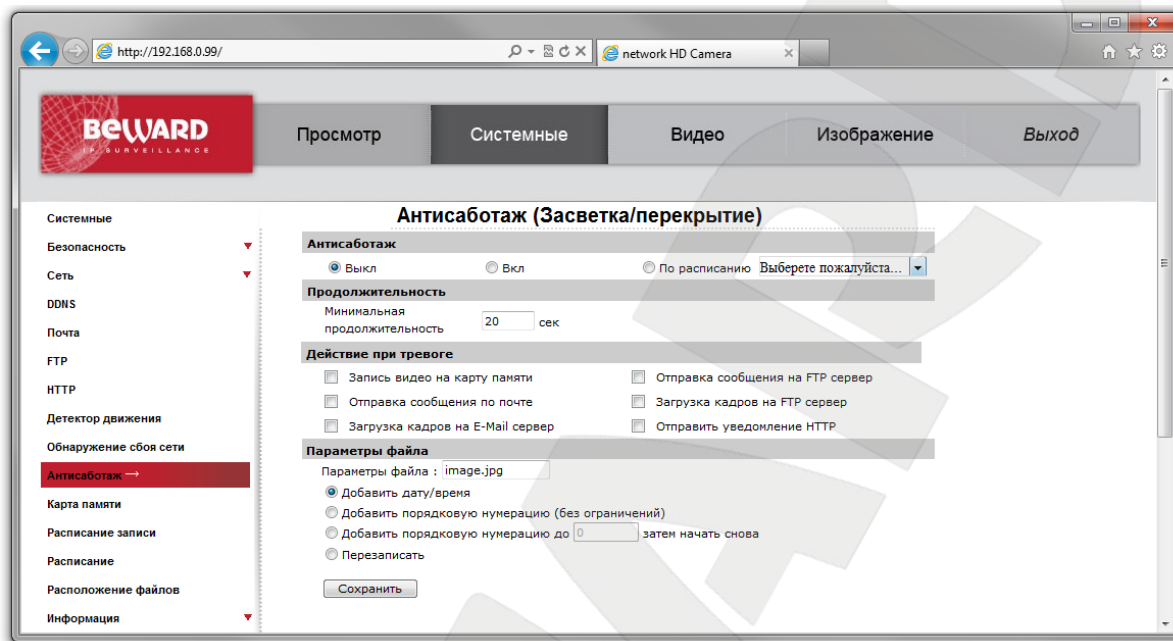 http://192.168.0.99/
network HD Camera
BEWARD
IP SURVEILLANCE
Просмотр
Системные
Видео
Изображение
Выход
Системные
Безопасность
Сеть
DDNS
Почта
FTP
HTTP
Детектор движения
Обнаружение сбоя сети
Антисаботаж →
Карта памяти
Расписание записи
Расписание
Расположение файлов
Информация
Антисаботаж (Засветка/перекрытие)
Антисаботаж
Выкл Вкл По расписанию Выберете пожалуйста...
Продолжительность
Минимальная
продолжительность 20 сек
Действие при тревоге
Запись видео на карту памяти Отправка сообщения на FTP сервер
Отправка сообщения по почте Загрузка кадров на FTP сервер
Загрузка кадров на E-Mail сервер Отправить уведомление HTTP
Параметры файла
Параметры файла : image.jpg
Добавить дату/время
Добавить порядковую нумерацию (без ограничений)
Добавить порядковую нумерацию до 0 затем начать снова
Перезаписать
Сохранить